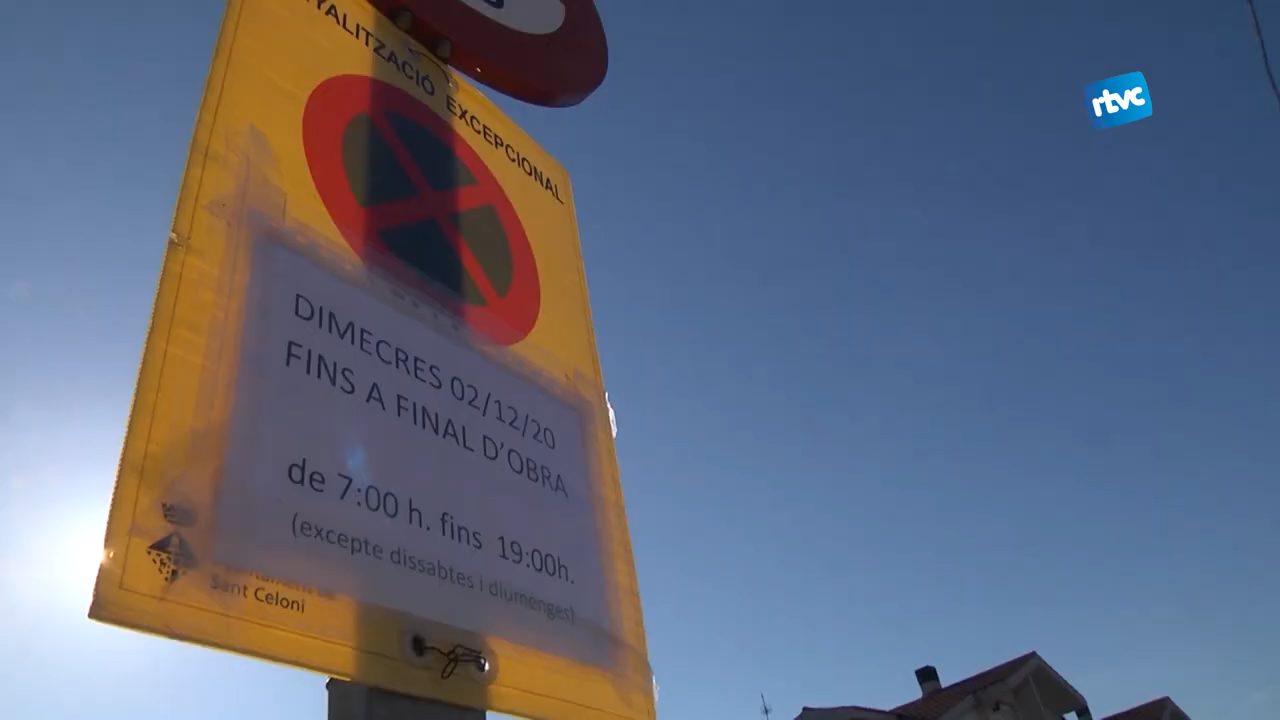 EXCEPCIONAL
DIMECRES 02/12/20
FINS A FINAL D'OBRA
de 7:00 h. fins 19:00h.
(excepte dissabtes i diumenges)
Sant Celoni
rtvc